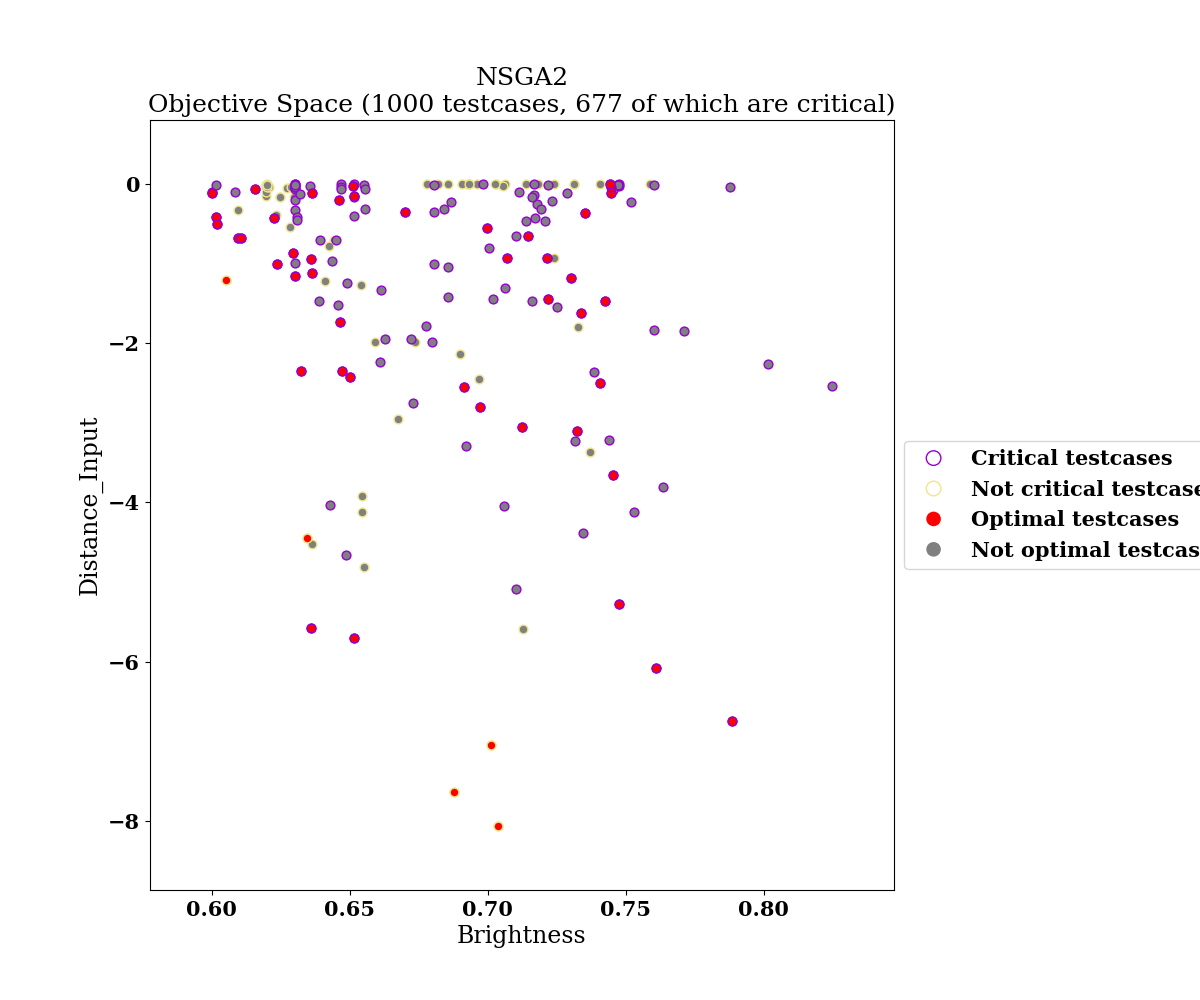 NSGA2
Objective Space (1000 testcases, 677 of which are critical)
0
−2
−4
−6
−8
Distance_Input
0.60 0.65 0.70 0.75 0.80
Brightness
Critical testcases
Not critical testcase
Optimal testcases
Not optimal testcas